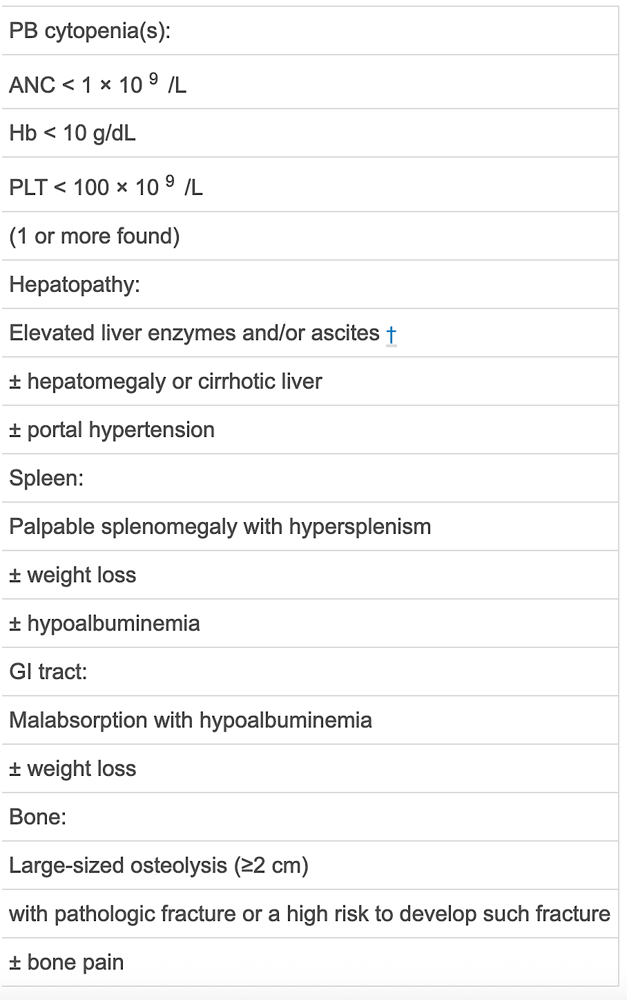 PB cytopenia(s):
ANC < 1 × 10 ⁹ /L
Hb < 10 g/dL
PLT < 100 × 10 ⁹ /L
(1 or more found)
Hepatopathy:
Elevated liver enzymes and/or ascites †
± hepatomegaly or cirrhotic liver
± portal hypertension
Spleen:
Palpable splenomegaly with hypersplenism
± weight loss
± hypoalbuminemia
GI tract:
Malabsorption with hypoalbuminemia
± weight loss
Bone:
Large-sized osteolysis (≥2 cm)
with pathologic fracture or a high risk to develop such fracture
± bone pain